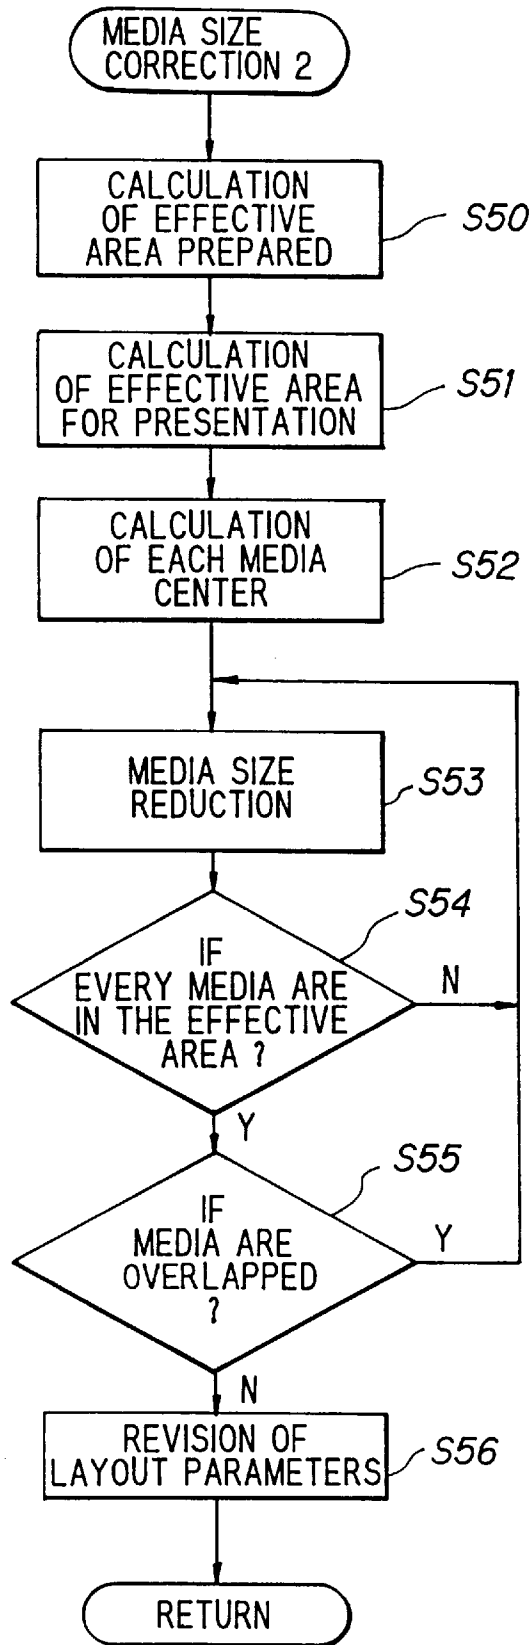 MEDIA SIZE
CORRECTION 2
CALCULATION
OF EFFECTIVE
AREA PREPARED
S50
CALCULATION
OF EFFECTIVE AREA
FOR PRESENTATION
S51
CALCULATION
OF EACH MEDIA
CENTER
S52
MEDIA SIZE
REDUCTION
S53
S54
IF
EVERY MEDIA ARE
IN THE EFFECTIVE
AREA ?
N
Y
S55
IF
MEDIA ARE
OVERLAPPED
?
Y
N
REVISION OF
LAYOUT PARAMETERS
S56
RETURN